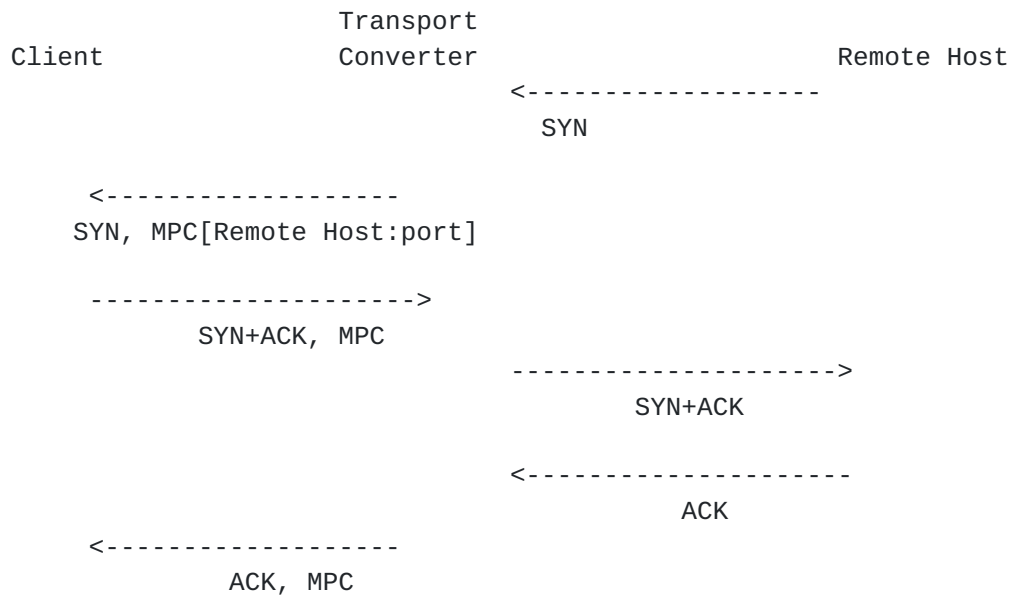 Transport
Client Converter Remote Host
<--------------------
SYN
<-------------------
SYN, MPC[Remote Host:port]
--------------------->
SYN+ACK, MPC
--------------------->
SYN+ACK
<---------------------
ACK
<-------------------
ACK, MPC